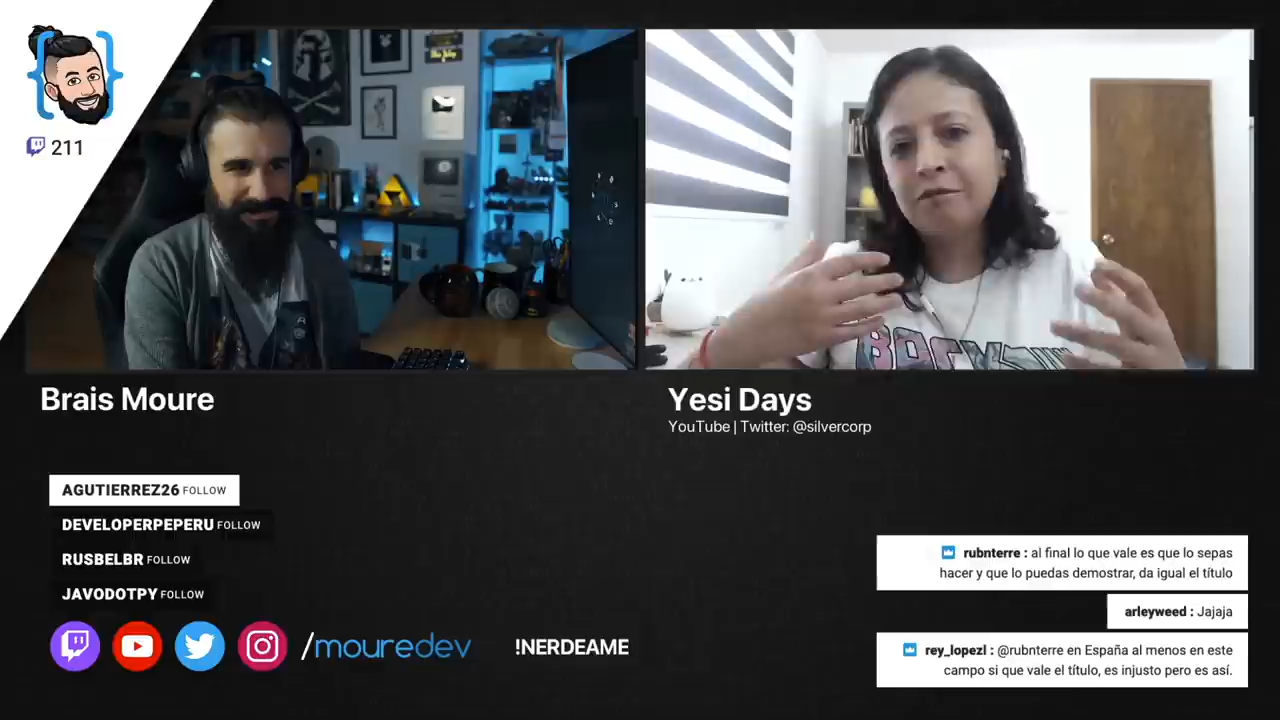 211
Brais Moure
Yesi Days
YouTube | Twitter: @silvercorp
AGUTIERREZ26 FOLLOW
DEVELOPERPEPERU FOLLOW
RUSBELBR FOLLOW
JAVODOTPY FOLLOW
/mouredev
!NERDEAME
rubnterre : al final lo que vale es que lo sepas
hacer y que lo puedas demostrar, da igual el título
arleyweed : Jajaja
rey_lopezl : @rubnterre en España al menos en este
campo si que vale el título, es injusto pero es así.